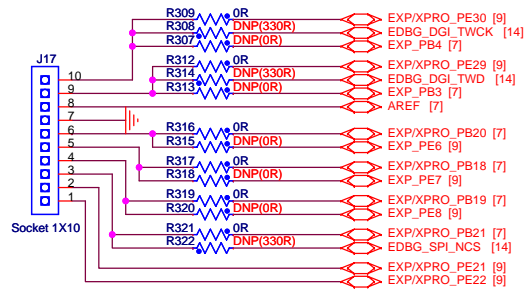 R309 0R EXP/XPRO_PE30 [9]
R308 DNP(330R) EDBG_DGI_TWCK [14]
R307 DNP(0R) EXP_PB4 [7]
J17
R312 0R EXP/XPRO_PE29 [9]
10 R314 DNP(330R) EDBG_DGI_TWD [14]
9 R313 DNP(0R) EXP_PB3 [7]
8 AREF [7]
7
6 R316 0R EXP/XPRO_PB20 [7]
5 R315 DNP(0R) EXP_PE6 [9]
4 R317 0R EXP/XPRO_PB18 [7]
3 R318 DNP(0R) EXP_PE7 [9]
2 R319 0R EXP/XPRO_PB19 [7]
1 R320 DNP(0R) EXP_PE8 [9]
Socket 1X10
R321 0R EXP/XPRO_PB21 [7]
R322 DNP(330R) EDBG_SPI_NCS [14]
EXP/XPRO_PE21 [9]
EXP/XPRO_PE22 [9]